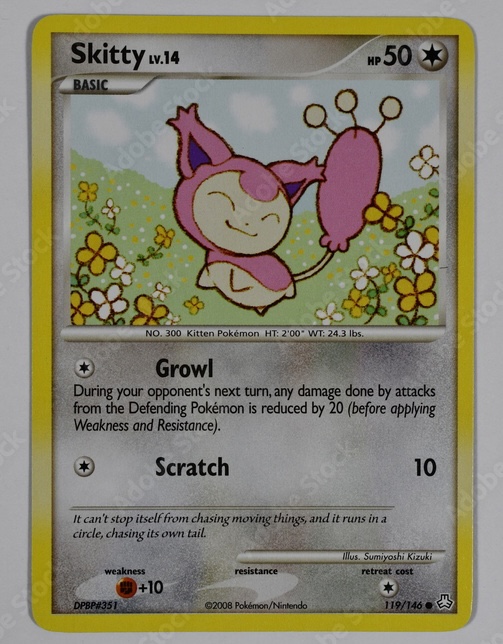 Skitty LV.14
HP 50
BASIC
NO. 300 Kitten Pokémon HT: 2'00" WT: 24.3 lbs.
Growl
During your opponent's next turn, any damage done by attacks
from the Defending Pokémon is reduced by 20 (before applying
Weakness and Resistance).
Scratch 10
It can't stop itself from chasing moving things, and it runs in a
circle, chasing its own tail.
Illus. Sumiyoshi Kizuki
weakness resistance retreat cost
+10
DPBP#351 ©2008 Pokémon/Nintendo 119/146
Adobe Stock